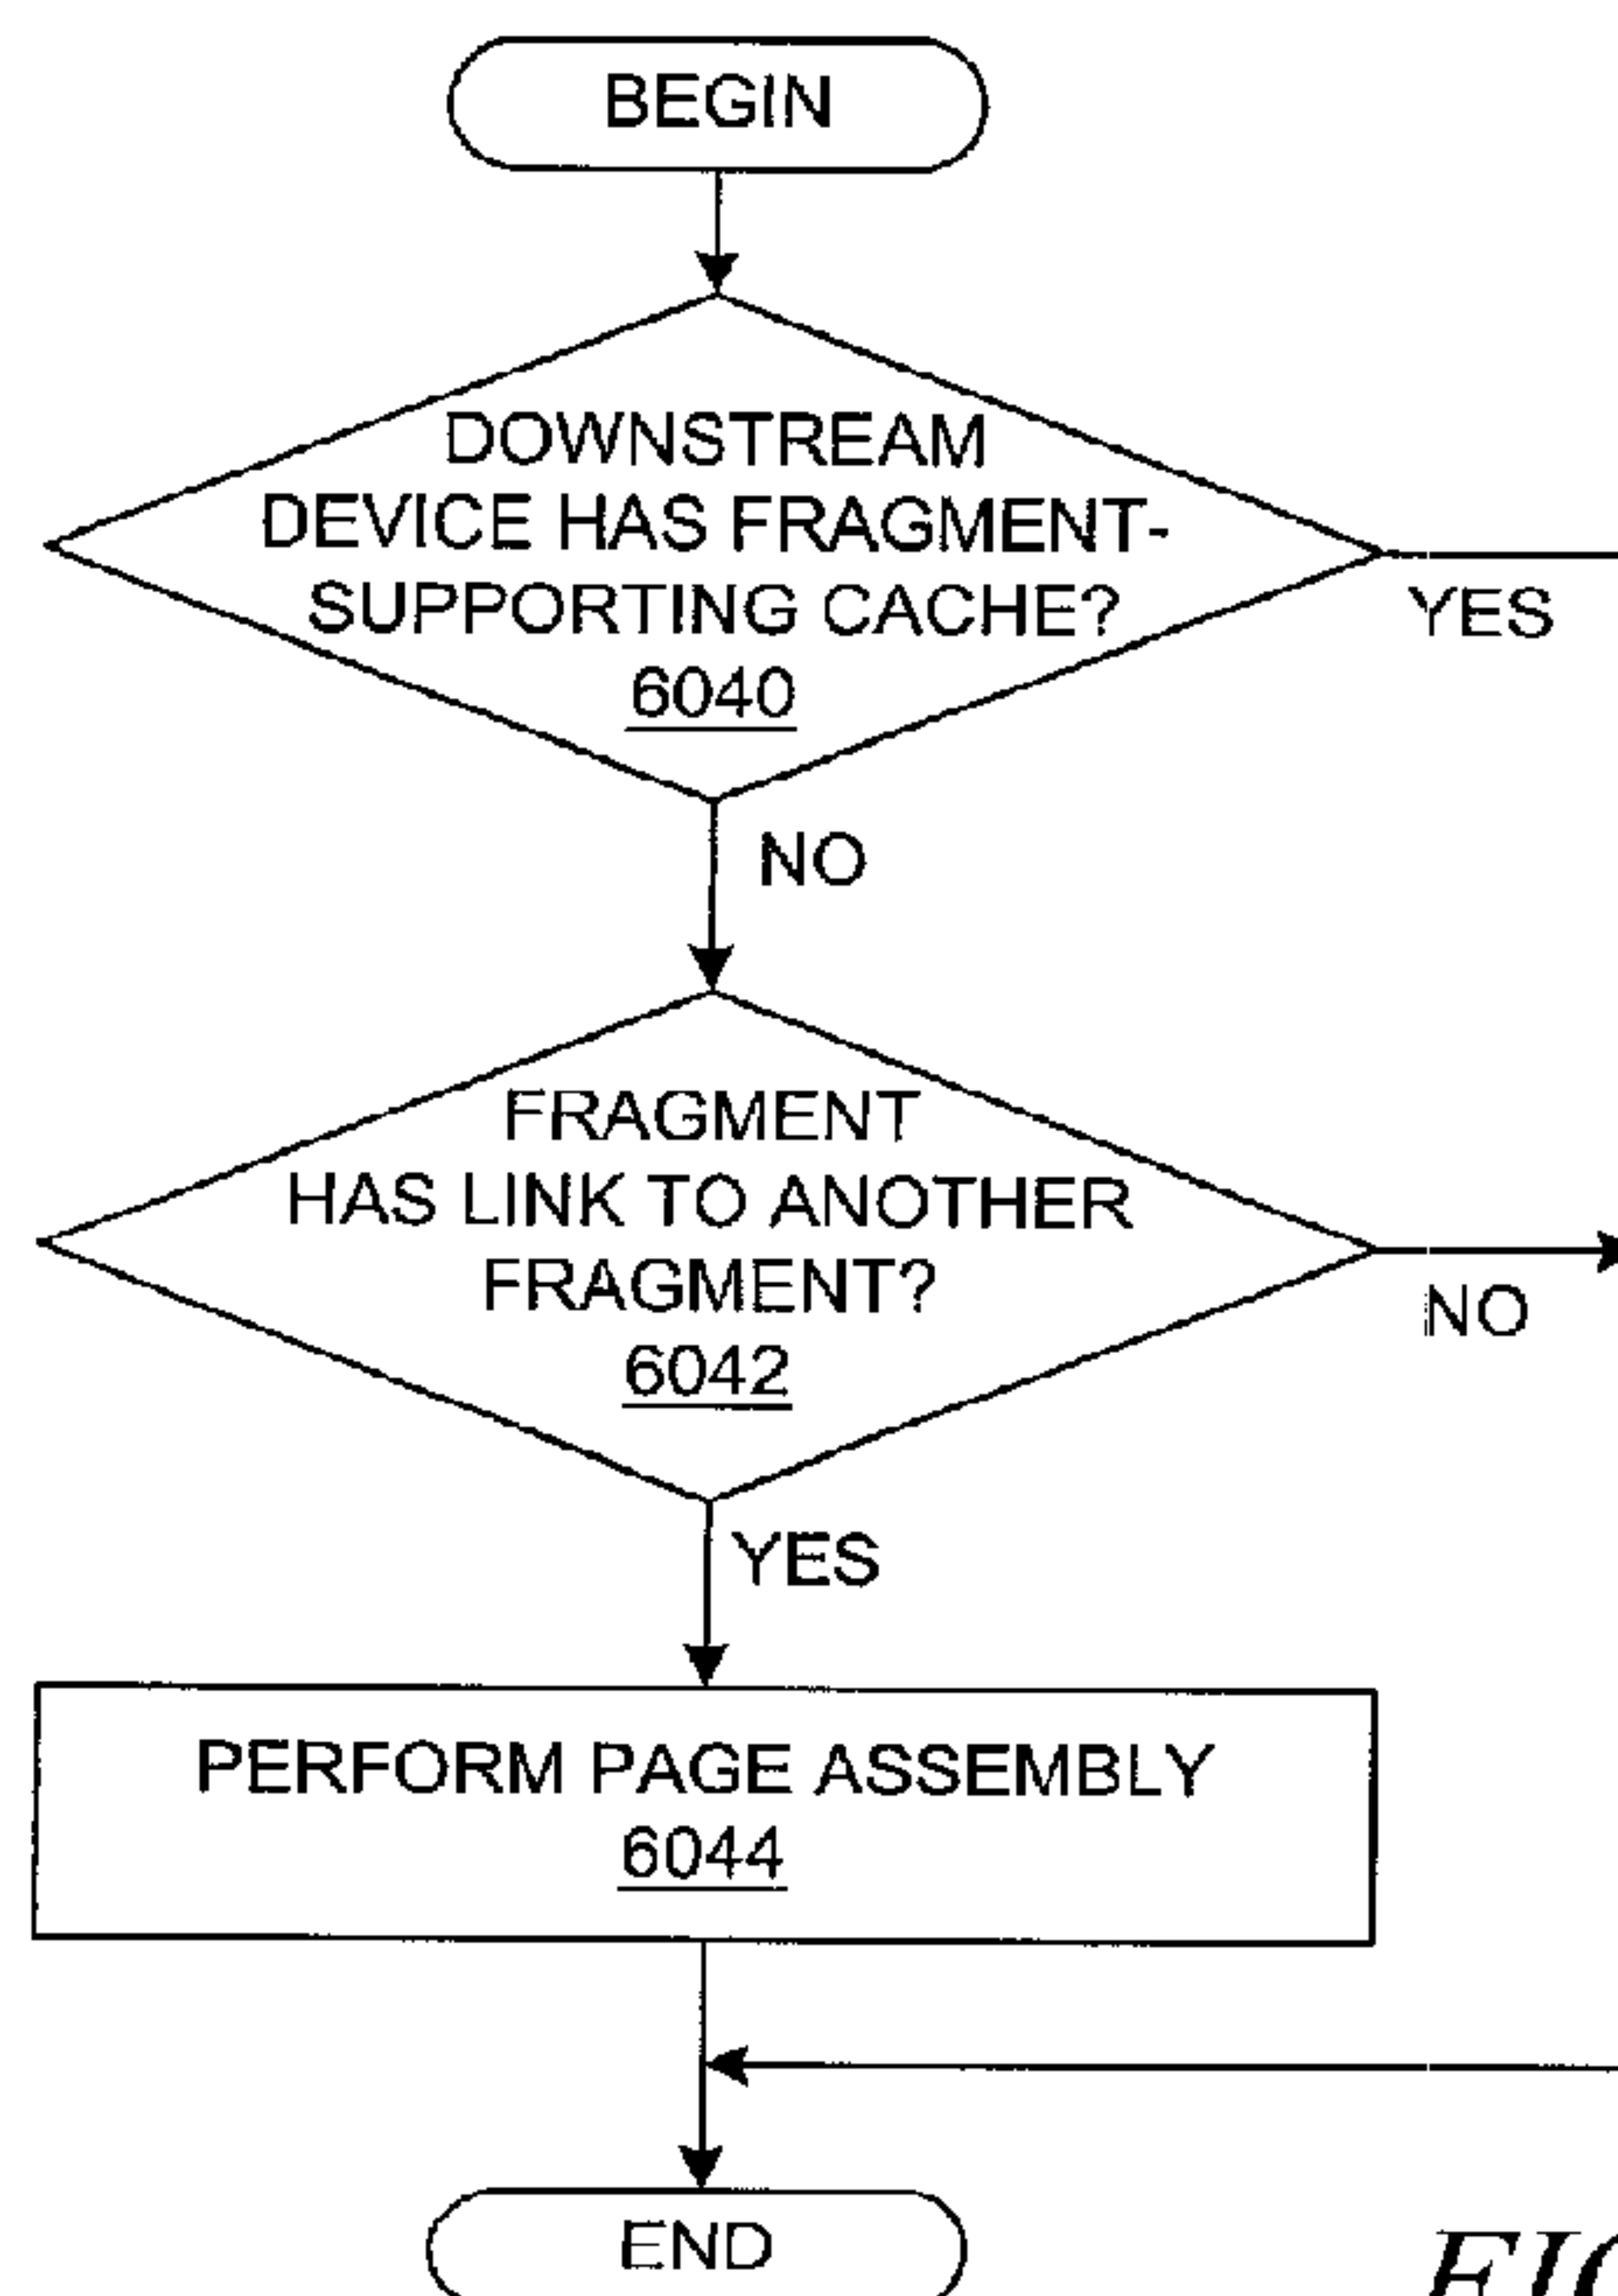 BEGIN
DOWNSTREAM
DEVICE HAS FRAGMENT-
SUPPORTING CACHE?
6040
YES
NO
FRAGMENT
HAS LINK TO ANOTHER
FRAGMENT?
6042
NO
YES
PERFORM PAGE ASSEMBLY
6044
END